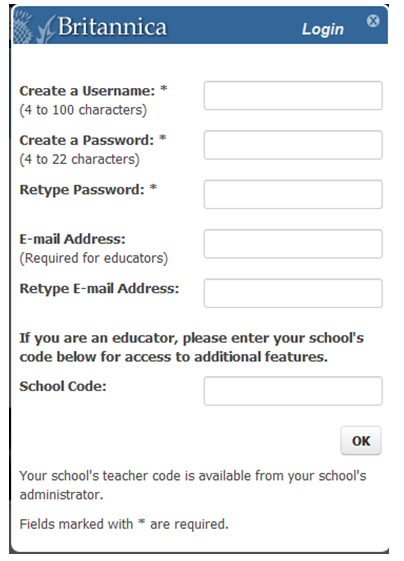 Britannica
Login
Create a Username: *
(4 to 100 characters)
Create a Password: *
(4 to 22 characters)
Retype Password: *
E-mail Address:
(Required for educators)
Retype E-mail Address:
If you are an educator, please enter your school's
code below for access to additional features.
School Code:
OK
Your school's teacher code is available from your school's
administrator.
Fields marked with * are required.